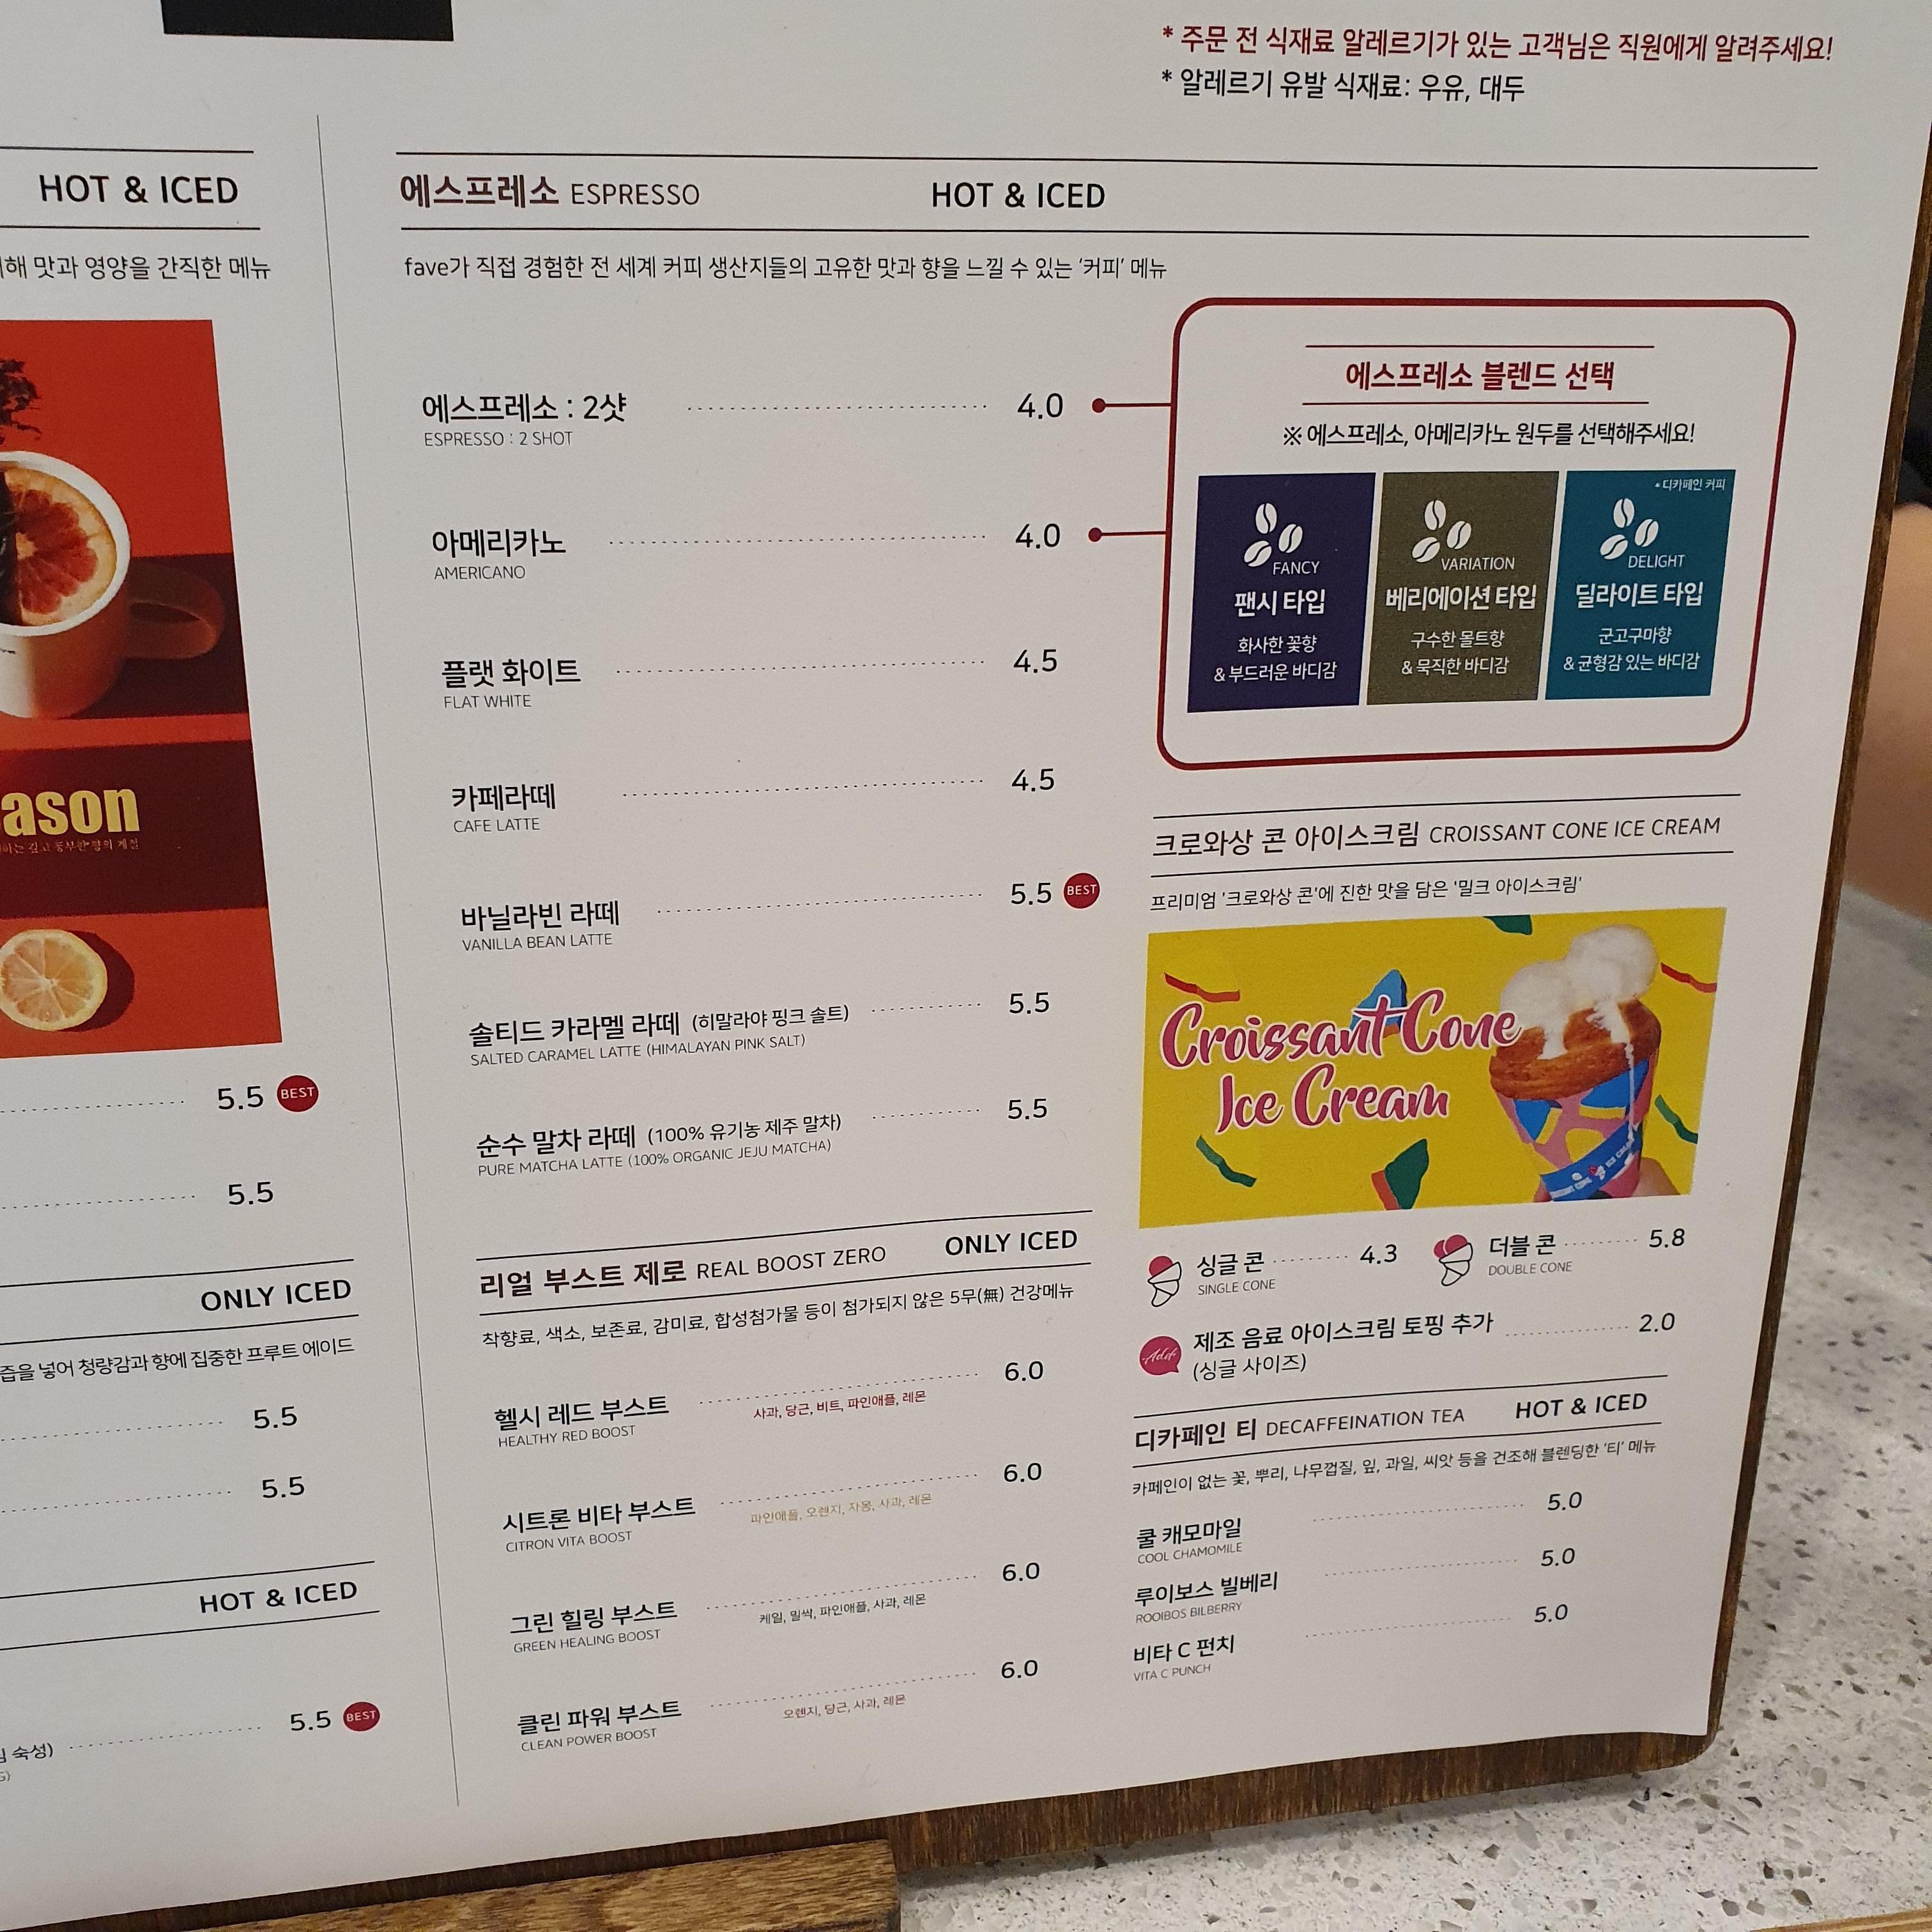 * 주문 전 식재료 알레르기가 있는 고객님은 직원에게 알려주세요!
* 알레르기 유발 식재료: 우유, 대두
HOT & ICED
맛과 영양을 간직한 메뉴
ason
5.5 BEST
5.5
ONLY ICED
즙을 넣어 청량감과 향에 집중한 프루트 에이드
5.5
5.5
HOT & ICED
숙성)
5.5 BEST
에스프레소 ESPRESSO HOT & ICED
fave가 직접 경험한 전 세계 커피 생산지들의 고유한 맛과 향을 느낄 수 있는 '커피' 메뉴
에스프레소 : 2샷 4.0
ESPRESSO : 2 SHOT
아메리카노 4.0
AMERICANO
플랫 화이트 4.5
FLAT WHITE
카페라떼 4.5
CAFE LATTE
바닐라빈 라떼 5.5 BEST
VANILLA BEAN LATTE
솔티드 카라멜 라떼 (히말라야 핑크 솔트) 5.5
SALTED CARAMEL LATTE (HIMALAYAN PINK SALT)
순수 말차 라떼 (100% 유기농 제주 말차) 5.5
PURE MATCHA LATTE (100% ORGANIC JEJU MATCHA)
리얼 부스트 제로 REAL BOOST ZERO ONLY ICED
착향료, 색소, 보존료, 감미료, 합성첨가물 등이 첨가되지 않은 5무(無) 건강메뉴
헬시 레드 부스트 6.0
사과, 당근, 비트, 파인애플, 레몬
HEALTHY RED BOOST
시트론 비타 부스트 6.0
파인애플, 오렌지, 자몽, 사과, 레몬
CITRON VITA BOOST
그린 힐링 부스트 6.0
케일, 밀싹, 파인애플, 사과, 레몬
GREEN HEALING BOOST
클린 파워 부스트 6.0
오렌지, 당근, 사과, 레몬
CLEAN POWER BOOST
에스프레소 블렌드 선택
※ 에스프레소, 아메리카노 원두를 선택해주세요!
FANCY
팬시 타입
화사한 꽃향
& 부드러운 바디감
VARIATION
베리에이션 타입
구수한 몰트향
& 묵직한 바디감
* 디카페인 커피
DELIGHT
딜라이트 타입
군고구마향
& 균형감 있는 바디감
크로와상 콘 아이스크림 CROISSANT CONE ICE CREAM
프리미엄 '크로와상 콘'에 진한 맛을 담은 '밀크 아이스크림'
Croissant Cone
Ice Cream
싱글 콘 4.3
SINGLE CONE
더블 콘 5.8
DOUBLE CONE
Add
제조 음료 아이스크림 토핑 추가 2.0
(싱글 사이즈)
디카페인 티 DECAFFEINATION TEA HOT & ICED
카페인이 없는 꽃, 뿌리, 나무껍질, 잎, 과일, 씨앗 등을 건조해 블렌딩한 '티' 메뉴
쿨 캐모마일 5.0
COOL CHAMOMILE
루이보스 빌베리 5.0
ROOIBOS BILBERRY
비타 C 펀치 5.0
VITA C PUNCH